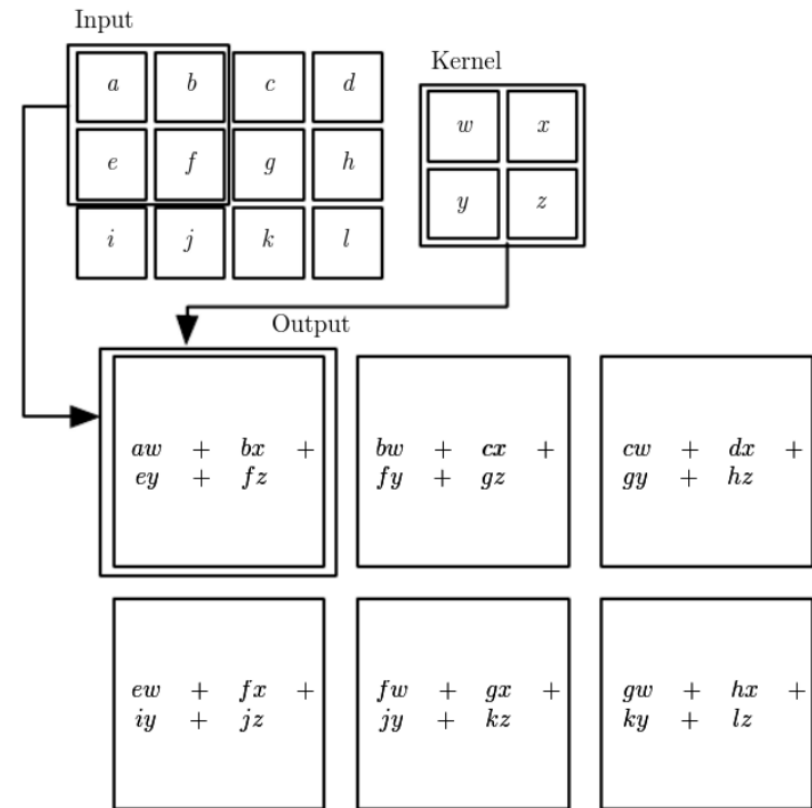 Input
a b c d
e f g h
i j k l
Kernel
w x
y z
Output
aw + bx +
ey + fz
bw + cx +
fy + gz
cw + dx +
gy + hz
ew + fx +
iy + jz
fw + gx +
jy + kz
gw + hx +
ky + lz